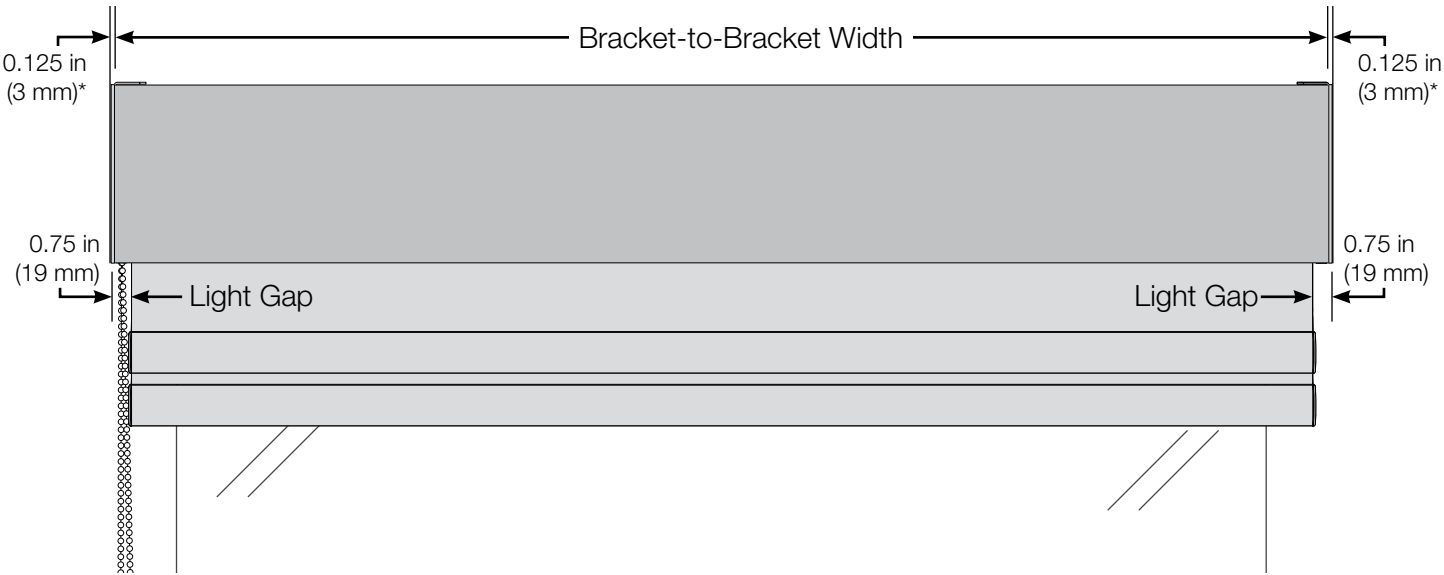 Bracket-to-Bracket Width
0.125 in
(3 mm)*
0.125 in
(3 mm)*
0.75 in
(19 mm)
Light Gap
Light Gap
0.75 in
(19 mm)